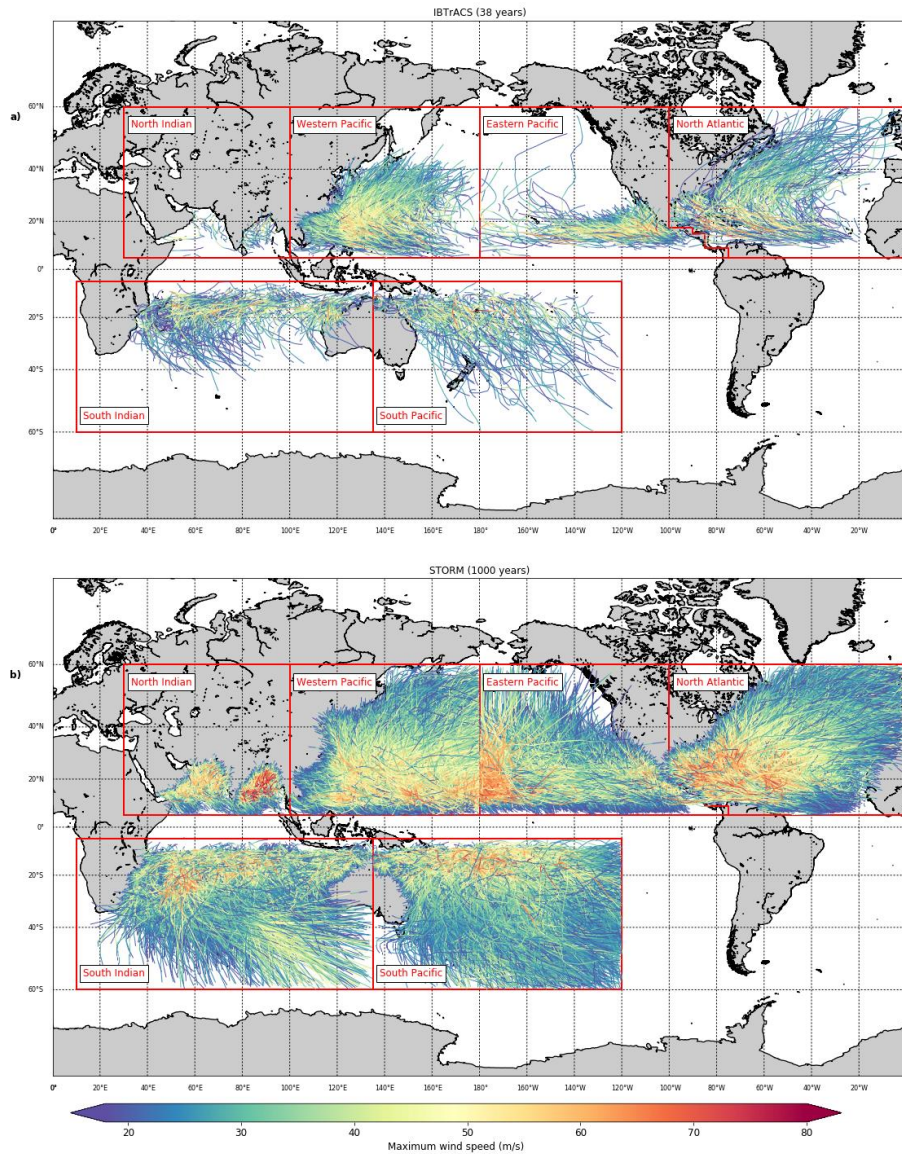 IBTrACS (38 years)
a)
60°N
North Indian Western Pacific Eastern Pacific North Atlantic
40°N
20°N
0°
20°S
40°S
South Indian South Pacific
60°S
0° 20°E 40°E 60°E 80°E 100°E 120°E 140°E 160°E 180° 160°W 140°W 120°W 100°W 80°W 60°W 40°W 20°W
STORM (1000 years)
b)
60°N
North Indian Western Pacific Eastern Pacific North Atlantic
40°N
20°N
0°
20°S
40°S
South Indian South Pacific
60°S
0° 20°E 40°E 60°E 80°E 100°E 120°E 140°E 160°E 180° 160°W 140°W 120°W 100°W 80°W 60°W 40°W 20°W
20 30 40 50 60 70 80
Maximum wind speed (m/s)